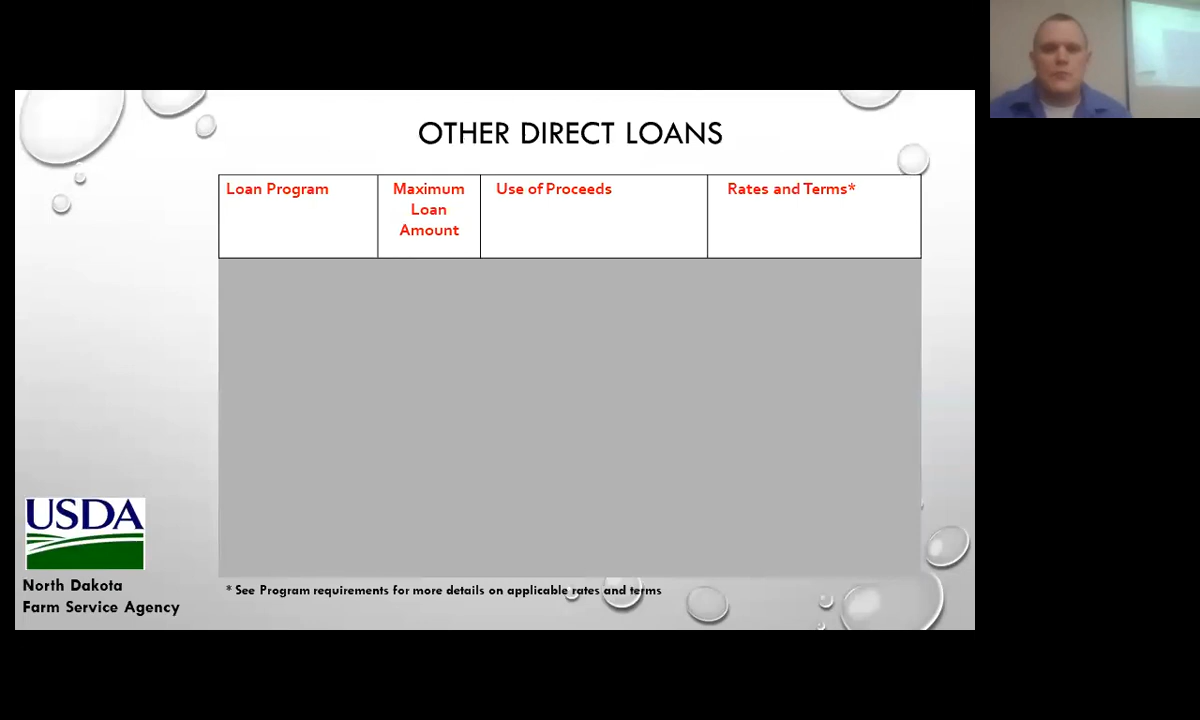 OTHER DIRECT LOANS
Loan Program
Maximum
Loan
Amount
Use of Proceeds
Rates and Terms*
* See Program requirements for more details on applicable rates and terms
USDA
North Dakota
Farm Service Agency